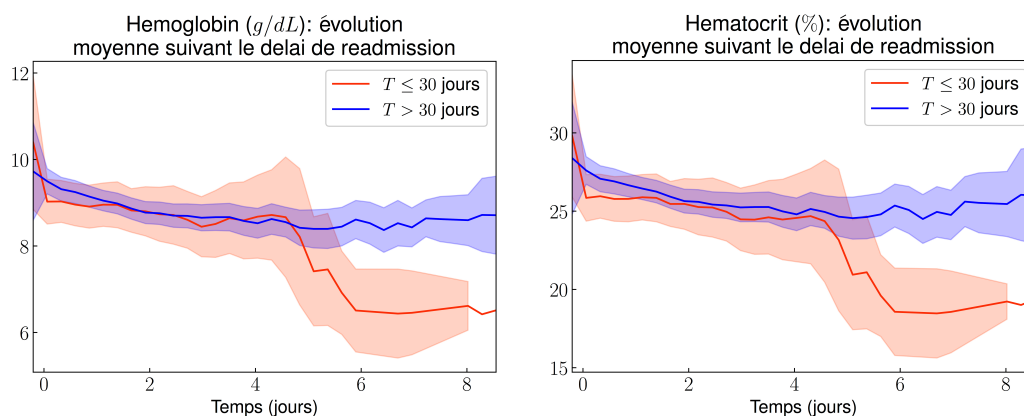 Hemoglobin (g/dL): évolution
moyenne suivant le delai de readmission
12
10
8
6
T ≤ 30 jours
T > 30 jours
0 2 4 6 8
Temps (jours)
Hematocrit (%): évolution
moyenne suivant le delai de readmission
30
25
20
15
T ≤ 30 jours
T > 30 jours
0 2 4 6 8
Temps (jours)